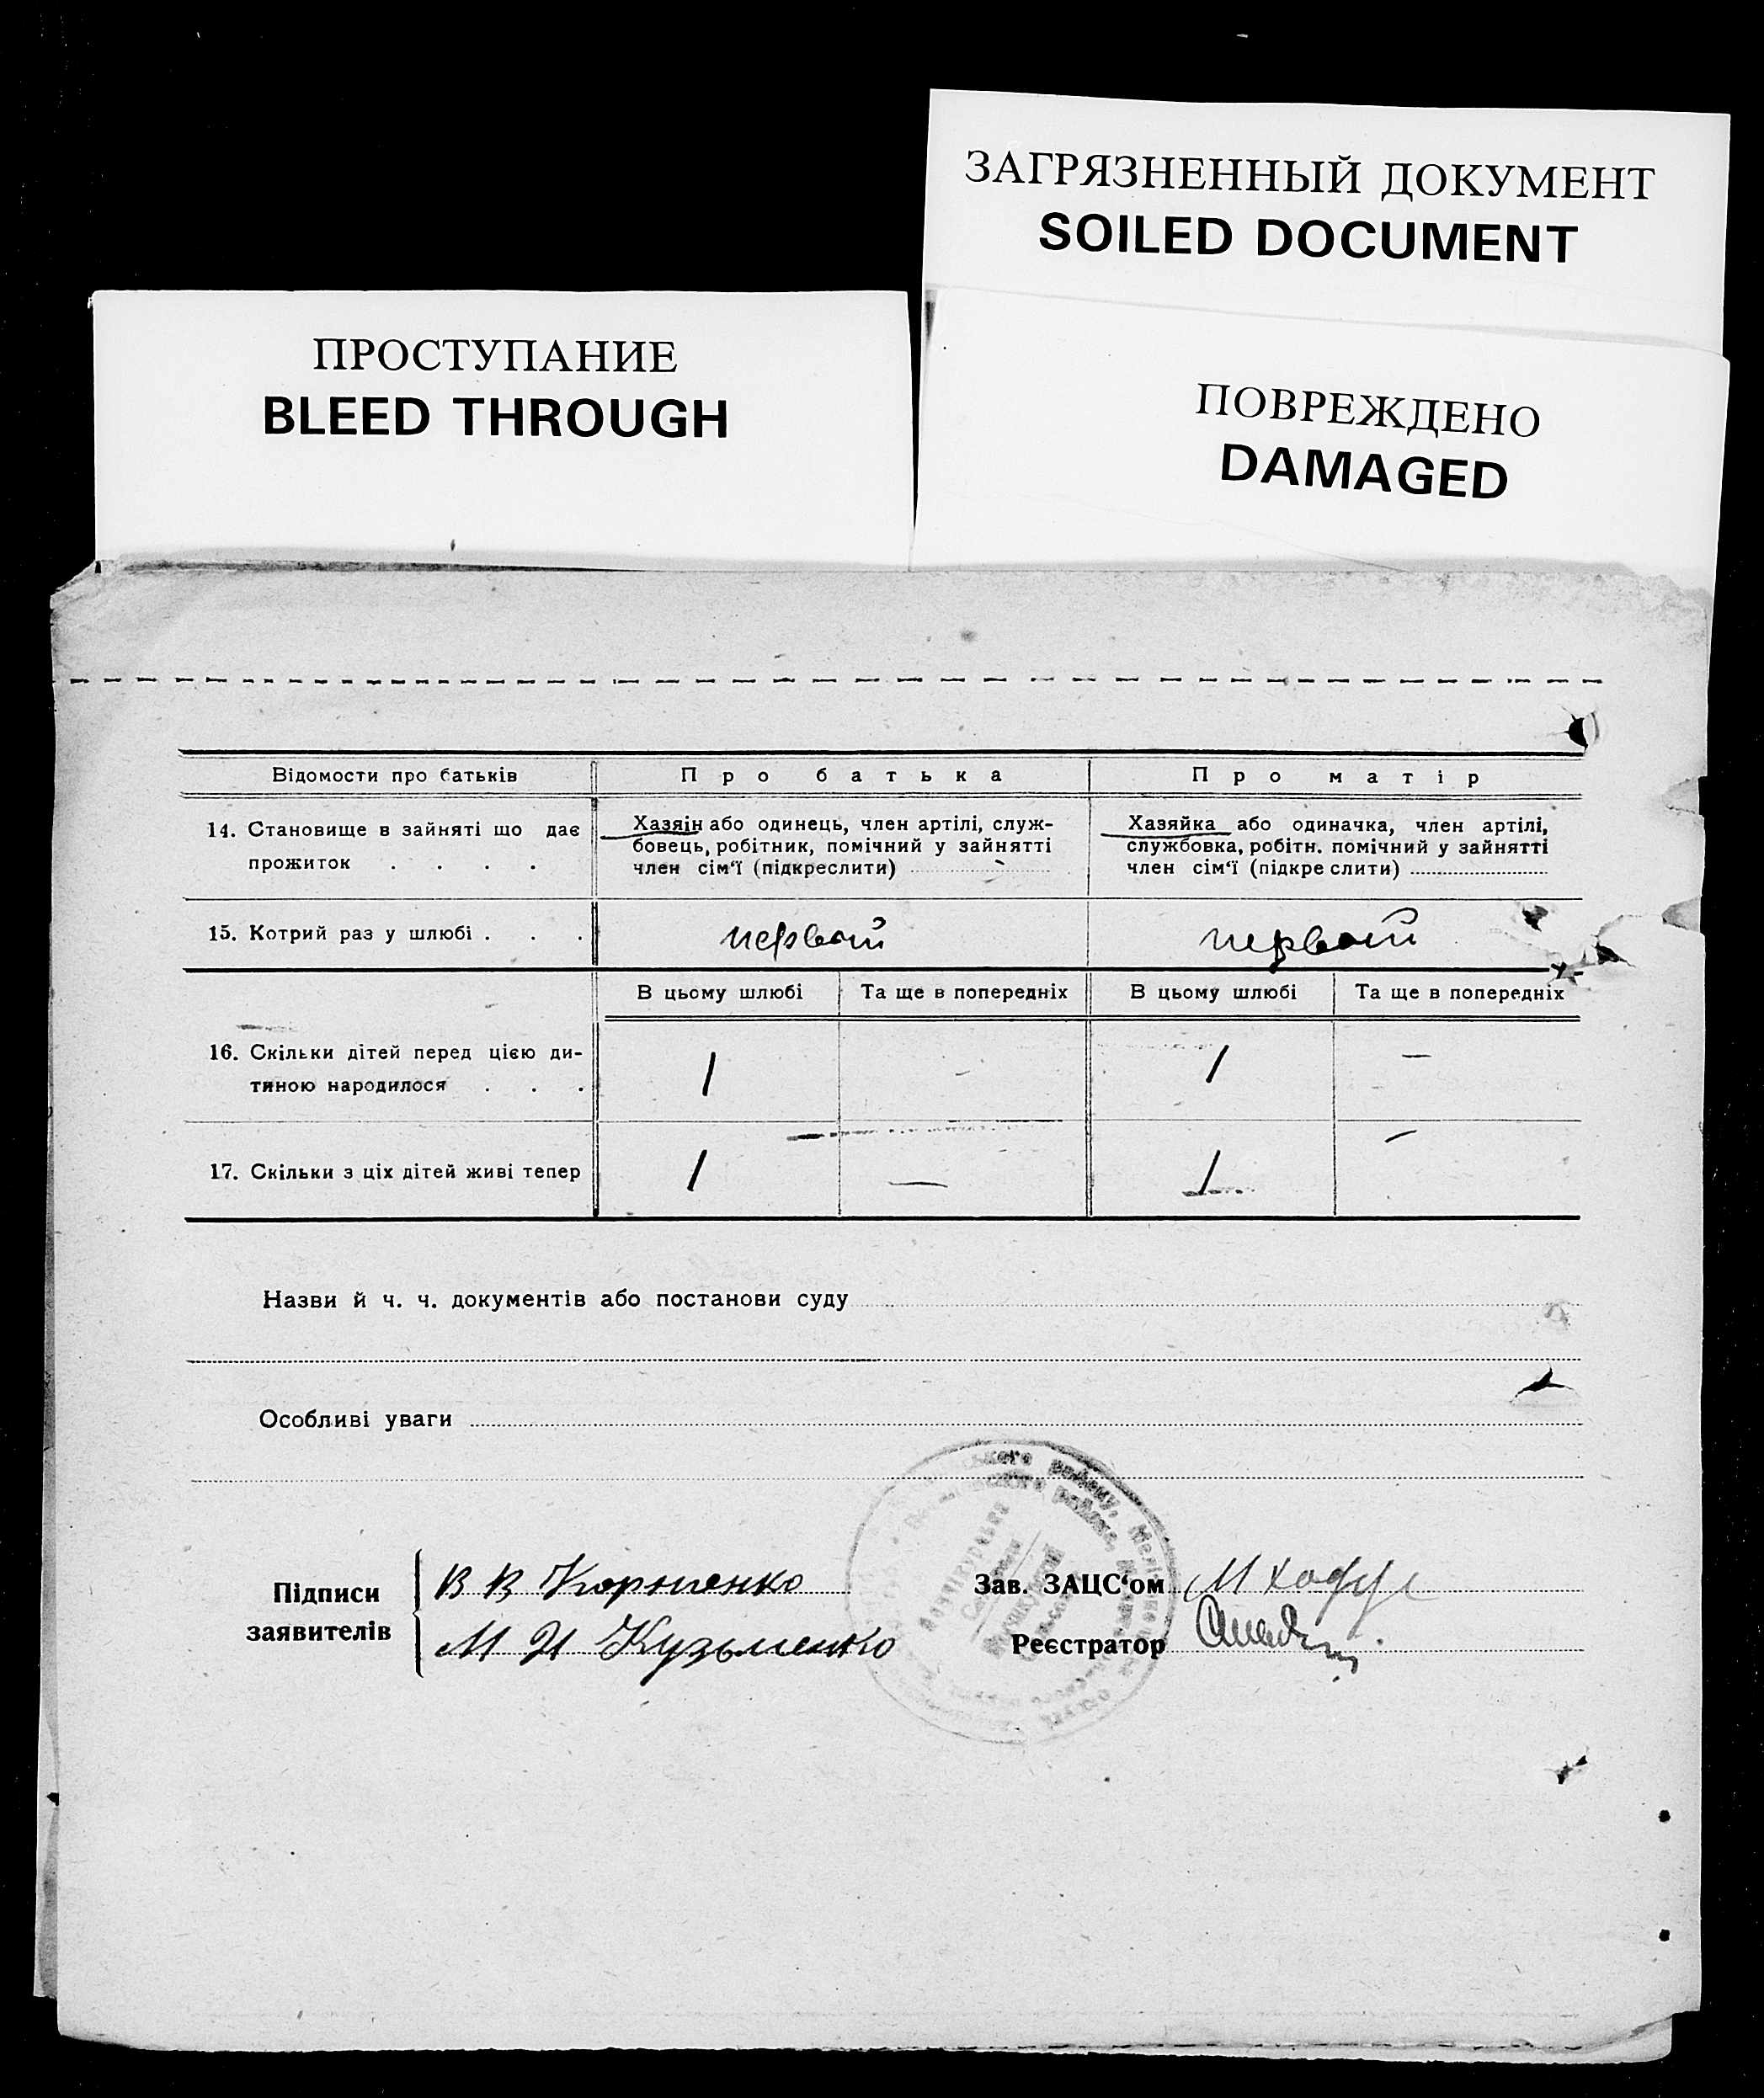 ЗАГРЯЗНЕННЫЙ ДОКУМЕНТ
SOILED DOCUMENT
ПРОСТУПАНИЕ
BLEED THROUGH
ПОВРЕЖДЕНО
DAMAGED
Відомости про батьків
Про батька
Про матір
14. Становище в зайняті що дає
прожиток . . . .
Хазяїн або одинець, член артілі, служ-
бовець, робітник, помічний у зайнятті
член сім‘ї (підкреслити)
Хазяйка або одиначка, член артілі,
службовка, робітн. помічний у зайнятті
член сім‘ї (підкреслити)
15. Котрий раз у шлюбі . . .
первый
первый
В цьому шлюбі
Та ще в попередніх
В цьому шлюбі
Та ще в попередніх
16. Скільки дітей перед цією ди-
тиною народилося . . .
1
-
1
—
17. Скільки з ціх дітей живі тепер
1
—
1
—
Назви й ч. ч. документів або постанови суду
Особливі уваги
Підписи
заявителів
В В
М И Кузьменко
Зав. ЗАЦС‘ом
Реєстратор
району,